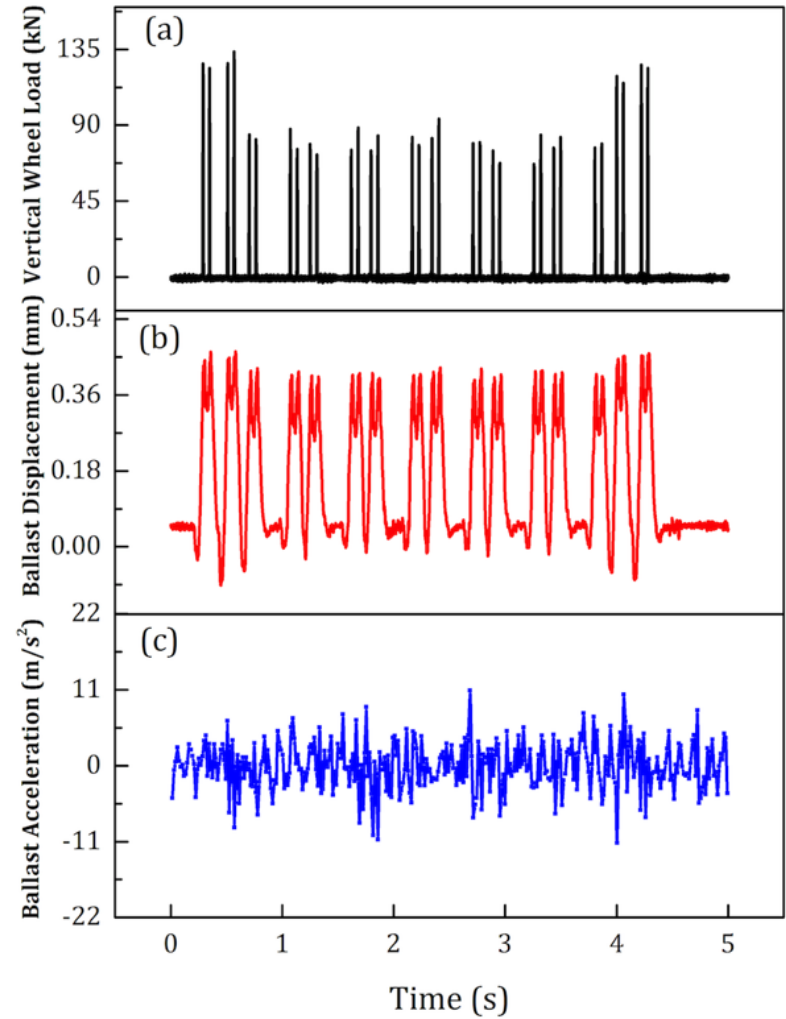 (a)
Vertical Wheel Load (kN)
135
90
45
0
(b)
Ballast Displacement (mm)
0.54
0.36
0.18
0.00
(c)
Ballast Acceleration (m/s²)
22
11
0
-11
-22
0 1 2 3 4 5
Time (s)